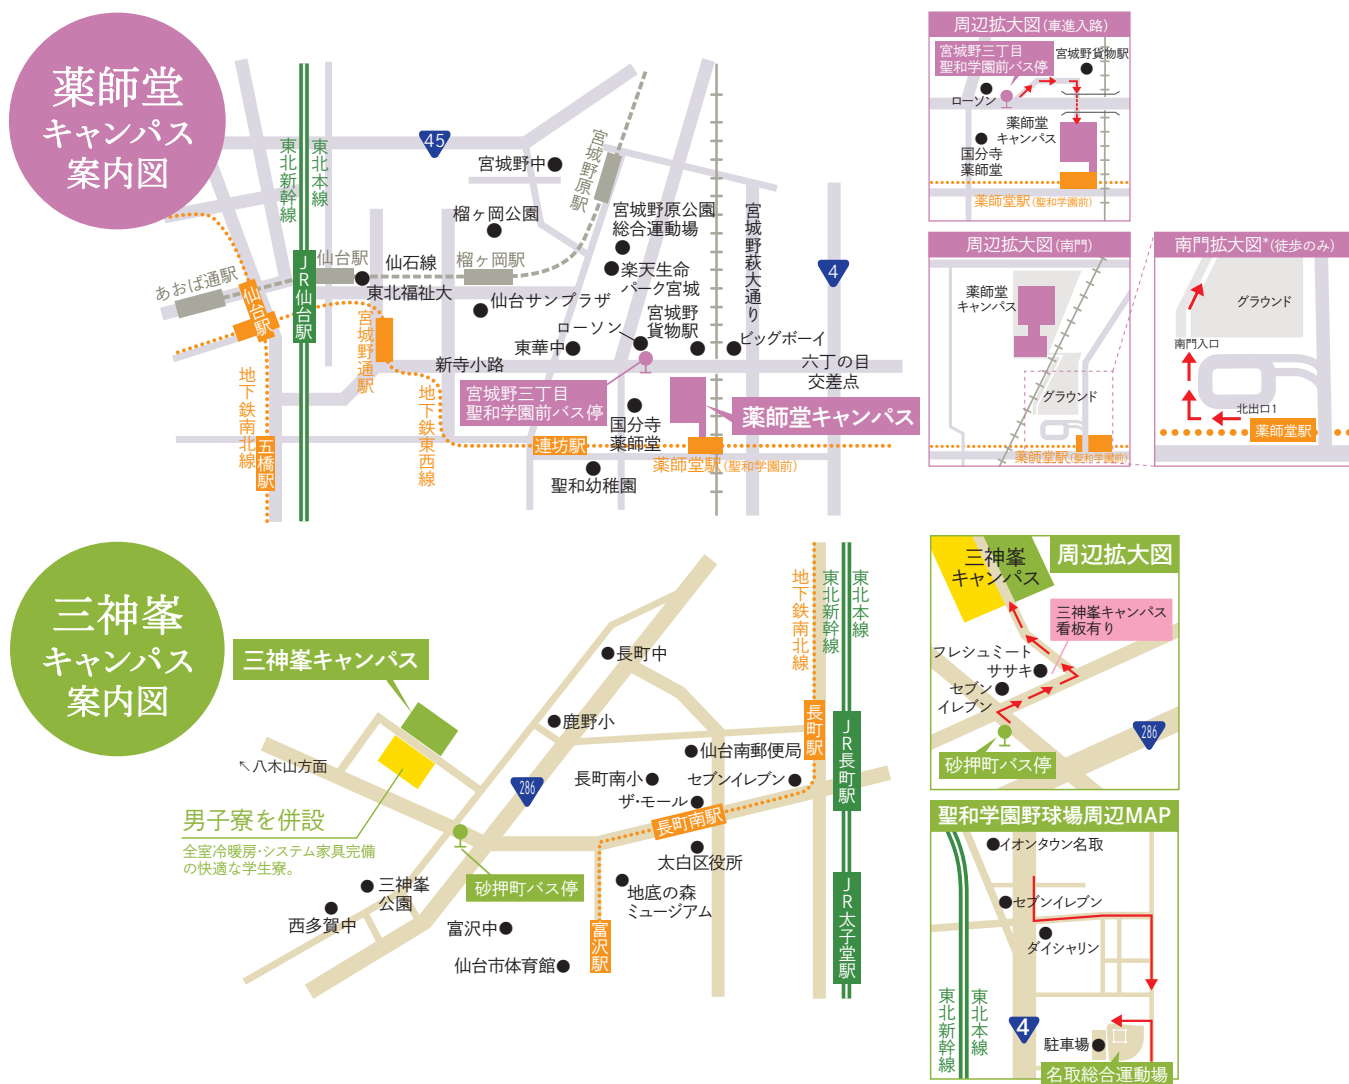 薬師堂
キャンパス
案内図
東北新幹線
東北本線
45
宮城野中
宮城野原駅
榴ヶ岡公園
宮城野原公園
総合運動場
宮城野萩大通り
4
あおば通駅
仙台駅
JR仙台駅
仙台駅
仙石線
榴ヶ岡駅
東北福祉大
楽天生命
パーク宮城
仙台サンプラザ
宮城野通駅
ローソン
宮城野
貨物駅
東華中
ビッグボーイ
新寺小路
六丁の目
交差点
宮城野三丁目
聖和学園前バス停
地下鉄南北線
地下鉄東西線
国分寺
薬師堂
薬師堂キャンパス
五橋駅
連坊駅
薬師堂駅(聖和学園前)
聖和幼稚園
周辺拡大図(車進入路)
宮城野三丁目
聖和学園前バス停
宮城野貨物駅
ローソン
薬師堂
キャンパス
国分寺
薬師堂
薬師堂駅(聖和学園前)
周辺拡大図(南門)
薬師堂
キャンパス
グラウンド
薬師堂駅(聖和学園前)
南門拡大図*(徒歩のみ)
グラウンド
南門入口
北出口1
薬師堂駅
三神峯
キャンパス
案内図
三神峯キャンパス
↖八木山方面
男子寮を併設
全室冷暖房・システム家具完備
の快適な学生寮。
三神峯
公園
西多賀中
砂押町バス停
富沢中
仙台市体育館
286
長町中
鹿野小
仙台南郵便局
長町南小
セブンイレブン
ザ・モール
長町南駅
太白区役所
地底の森
ミュージアム
富沢駅
地下鉄南北線
東北新幹線
東北本線
長町駅
JR長町駅
JR太子堂駅
周辺拡大図
三神峯
キャンパス
三神峯キャンパス
看板有り
フレシュミート
ササキ
セブン
イレブン
286
砂押町バス停
聖和学園野球場周辺MAP
イオンタウン名取
セブンイレブン
ダイシャリン
東北新幹線
東北本線
4
駐車場
名取総合運動場